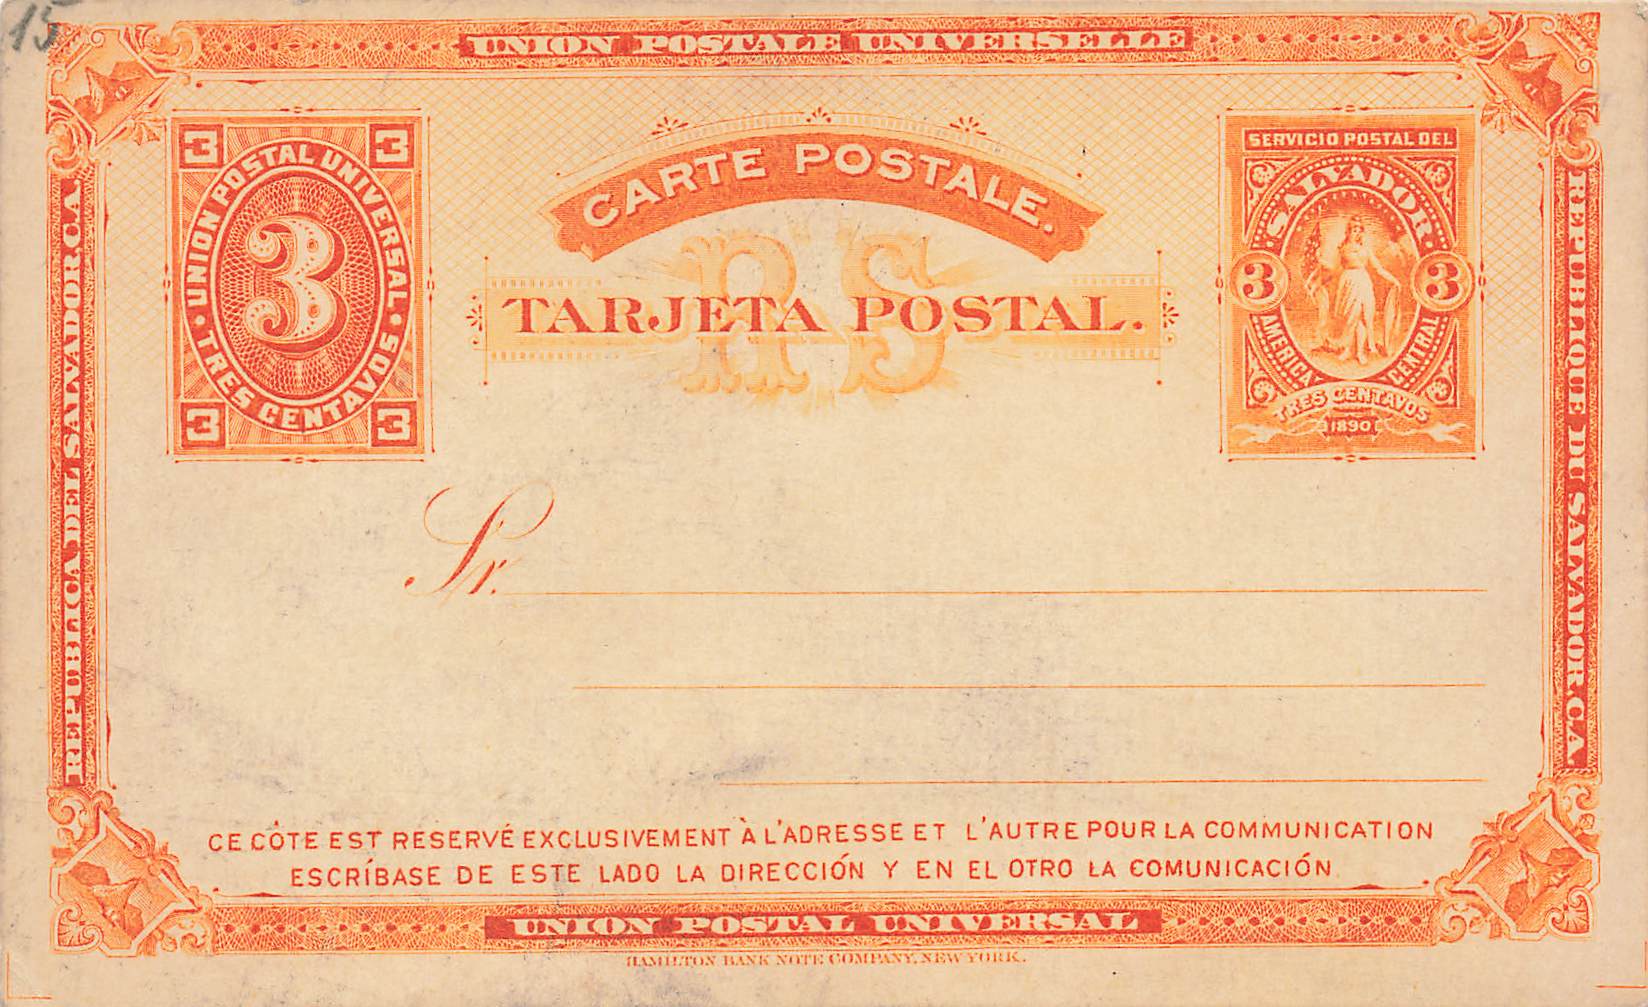 15
UNION POSTALE UNIVERSELLE
REPUBLICA DEL SALVADOR.C.A.
3 3
UNION POSTAL UNIVERSAL
3
TRES CENTAVOS
3 3
CARTE POSTALE.
RS
TARJETA POSTAL.
SERVICIO POSTAL DEL
SALVADOR
3 3
AMERICA CENTRAL
TRES CENTAVOS
1890
REPUBLIQUE DU SALVADOR.C.A.
Sr.
CE CÔTE EST RESERVÉ EXCLUSIVEMENT À L'ADRESSE ET L'AUTRE POUR LA COMMUNICATION
ESCRÍBASE DE ESTE LADO LA DIRECCIÓN Y EN EL OTRO LA COMUNICACIÓN
UNION POSTAL UNIVERSAL
HAMILTON BANK NOTE COMPANY, NEW YORK.